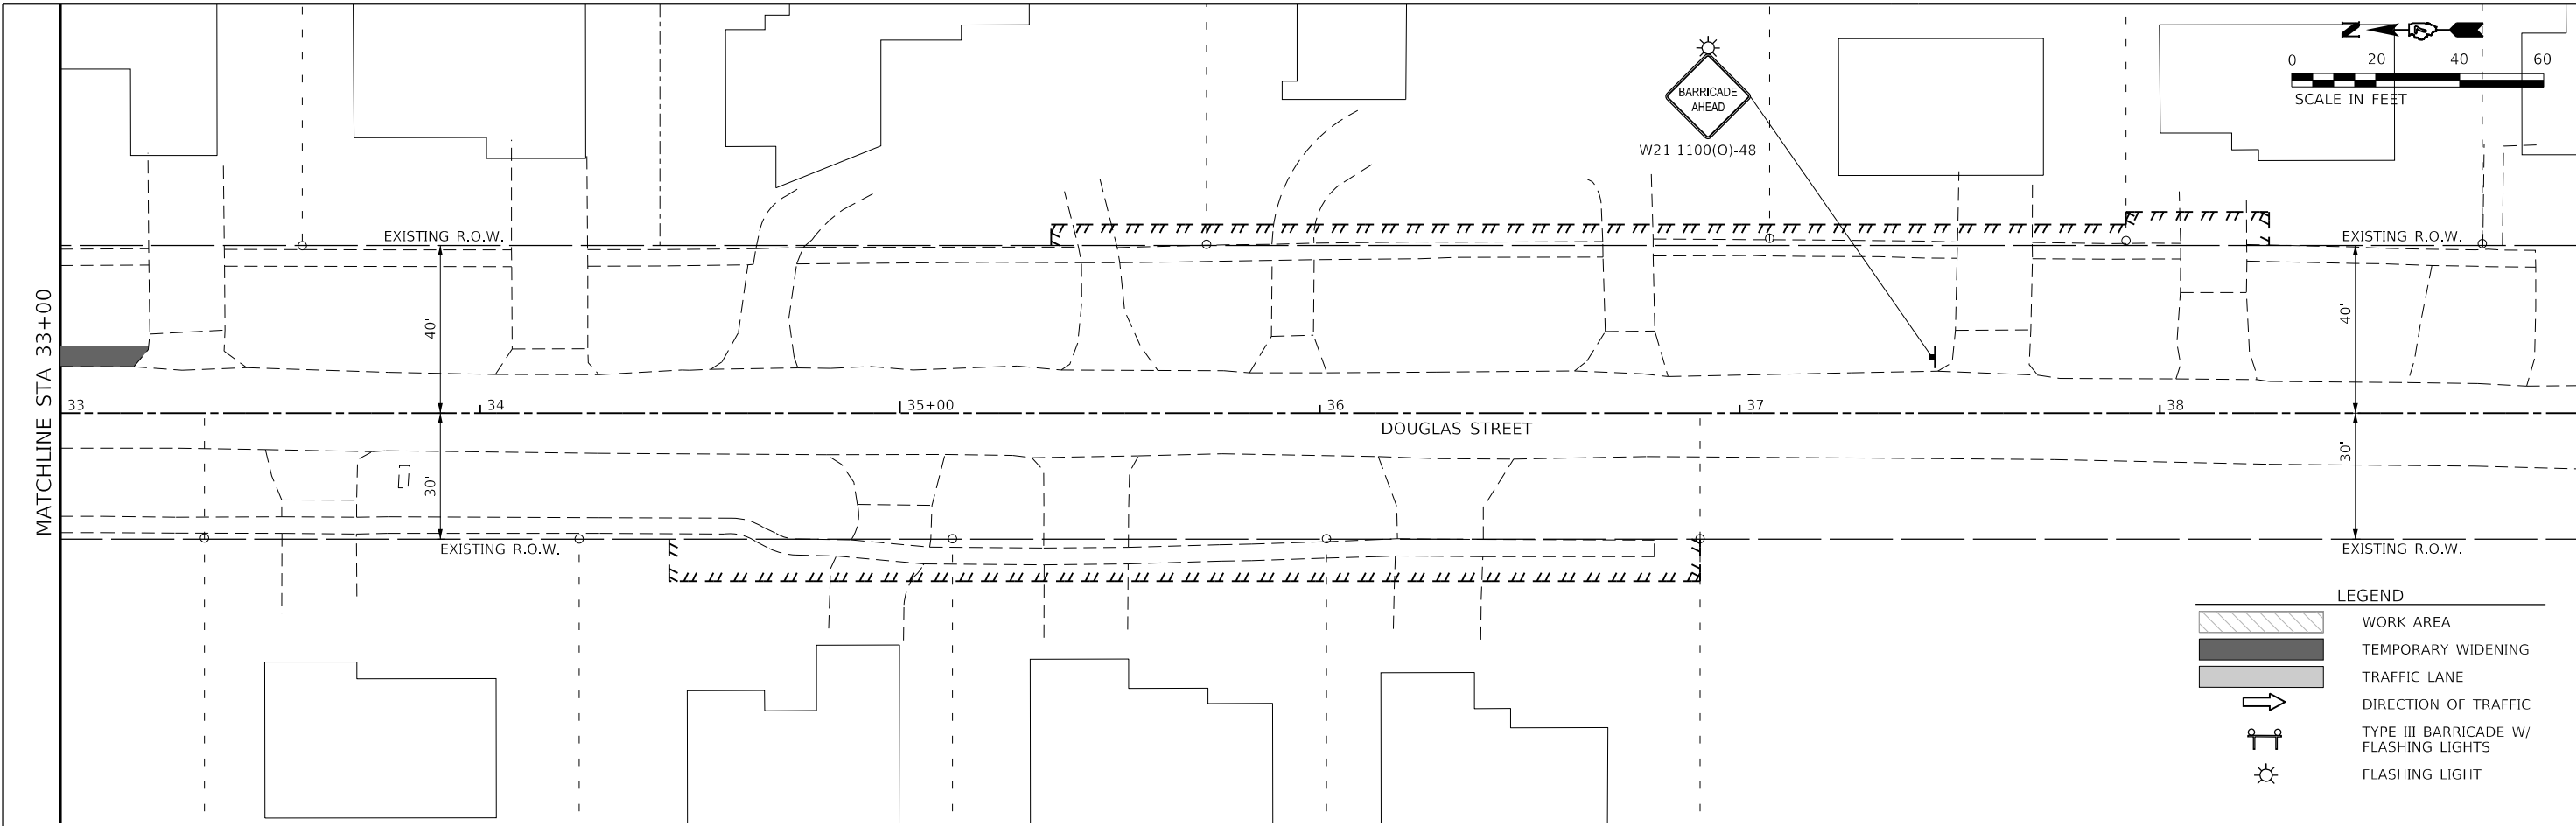 N
0 20 40 60
SCALE IN FEET
BARRICADE
AHEAD
W21-1100(O)-48
EXISTING R.O.W.
EXISTING R.O.W.
MATCHLINE STA 33+00
40'
40'
33 34 35+00 36 37 38
DOUGLAS STREET
30'
30'
EXISTING R.O.W.
EXISTING R.O.W.
LEGEND
WORK AREA
TEMPORARY WIDENING
TRAFFIC LANE
DIRECTION OF TRAFFIC
TYPE III BARRICADE W/
FLASHING LIGHTS
FLASHING LIGHT